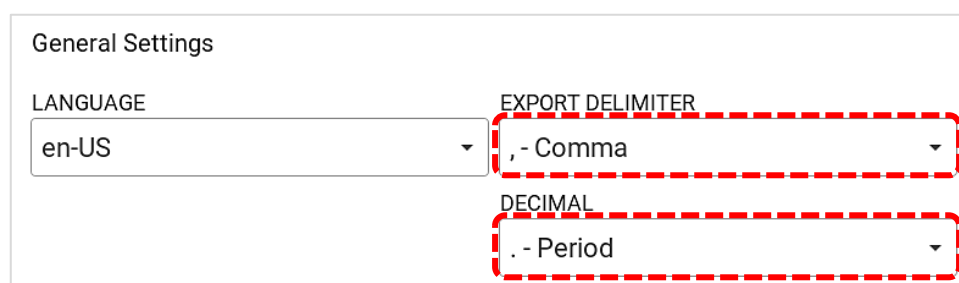 General Settings
LANGUAGE
EXPORT DELIMITER
en-US
, - Comma
DECIMAL
. - Period